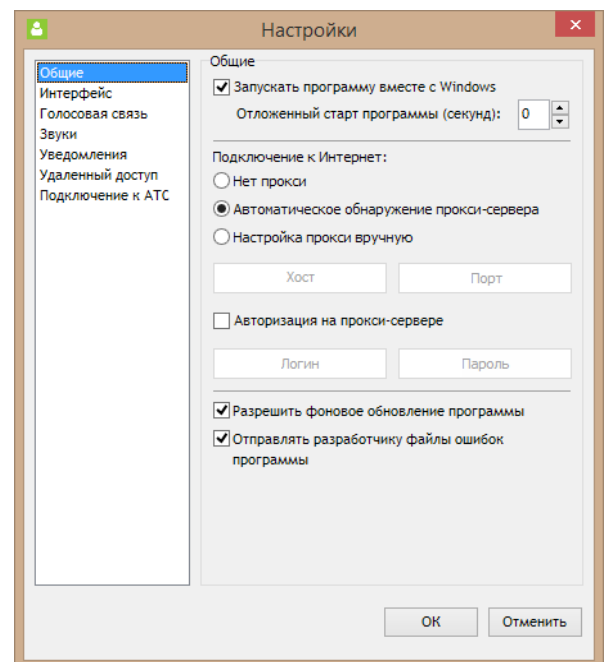 Настройки
Общие
Интерфейс
Голосовая связь
Звуки
Уведомления
Удаленный доступ
Подключение к АТС
Общие
Запускать программу вместе с Windows
Отложенный старт программы (секунд): 0
Подключение к Интернет:
Нет прокси
Автоматическое обнаружение прокси-сервера
Настройка прокси вручную
Хост Порт
Авторизация на прокси-сервере
Логин Пароль
Разрешить фоновое обновление программы
Отправлять разработчику файлы ошибок
программы
ОК Отменить